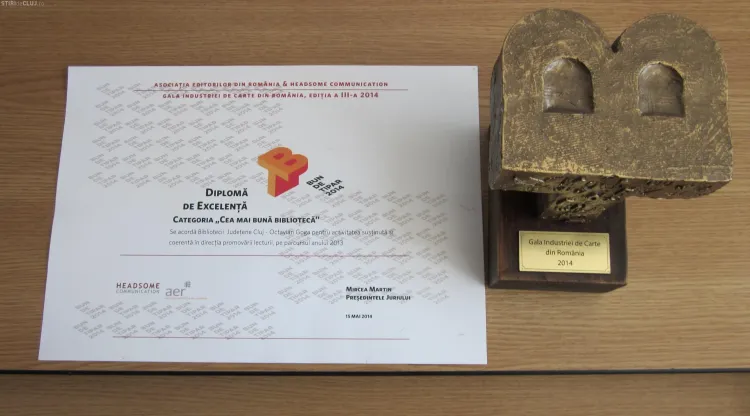 STIRIDECLUJ.ro
ASOCIAȚIA EDITORILOR DIN ROMÂNIA & HEADSOME COMMUNICATION
GALA INDUSTRIEI DE CARTE DIN ROMÂNIA, EDIȚIA A III-A 2014
BT
BUN
DE
TIPAR
2014
DIPLOMĂ
DE EXCELENȚĂ
CATEGORIA „CEA MAI BUNĂ BIBLIOTECĂ"
Se acordă Bibliotecii Județene Cluj - Octavian Goga pentru activitatea susținută și
coerentă în direcția promovării lecturii, pe parcursul anului 2013
HEADSOME
COMMUNICATION
aer
MIRCEA MARTIN
PREȘEDINTELE JURIULUI
15 MAI 2014
Gala Industriei de Carte
din România
2014